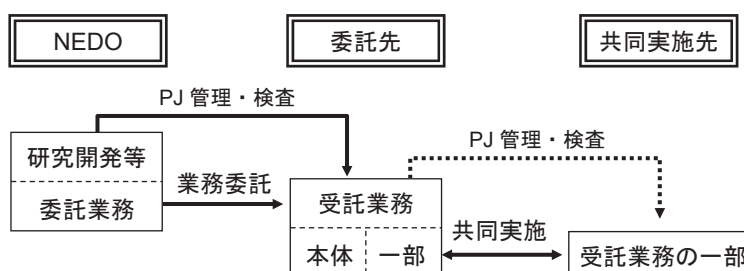 NEDO
委託先
共同実施先
PJ 管理・検査
PJ 管理・検査
研究開発等
委託業務
業務委託
受託業務
本体
一部
共同実施
受託業務の一部